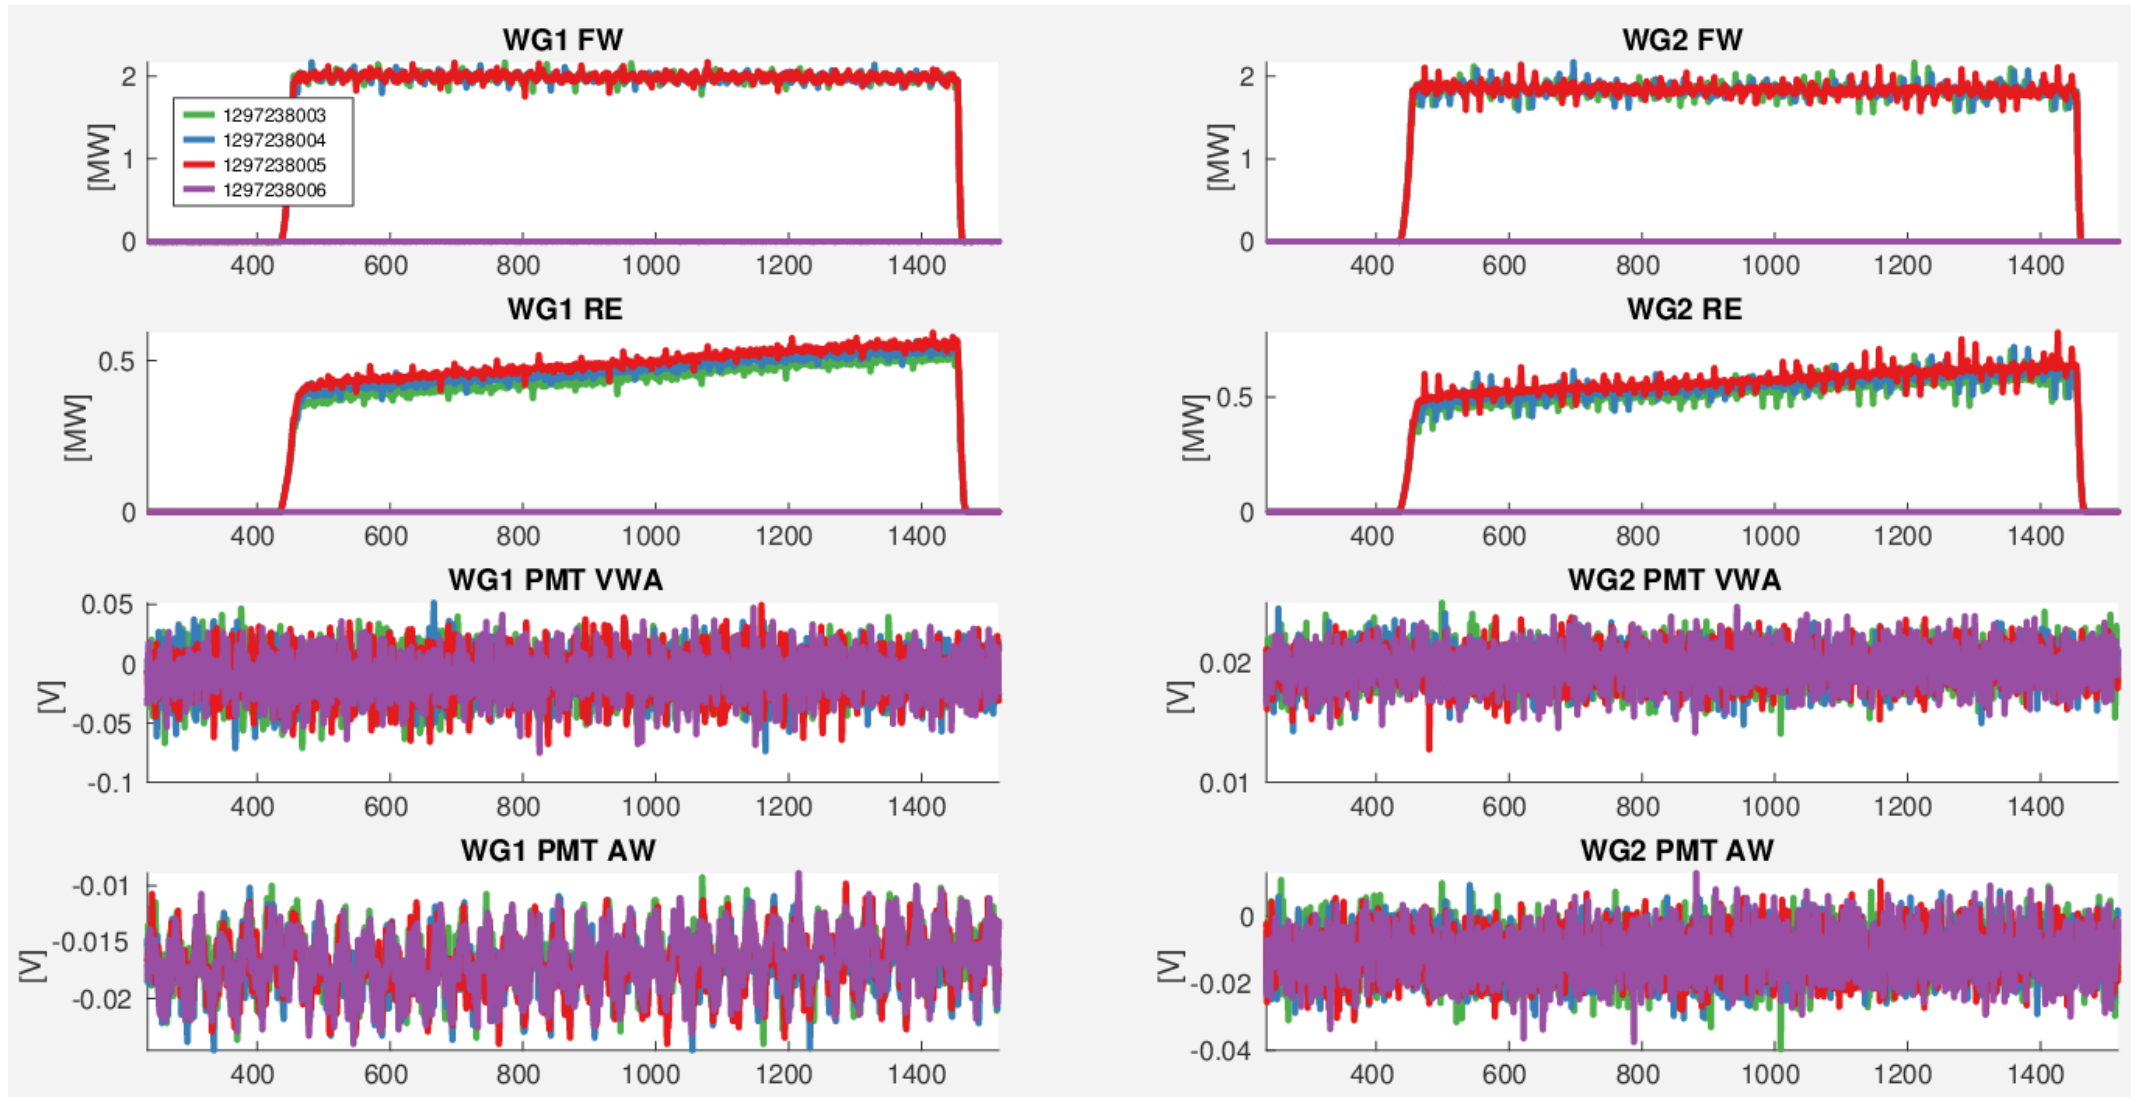 WG1 FW
[MW]
2
1
0
1297238003
1297238004
1297238005
1297238006
400 600 800 1000 1200 1400
WG2 FW
[MW]
2
1
0
400 600 800 1000 1200 1400
WG1 RE
[MW]
0.5
0
400 600 800 1000 1200 1400
WG2 RE
[MW]
0.5
0
400 600 800 1000 1200 1400
WG1 PMT VWA
[V]
0.05
0
-0.05
-0.1
400 600 800 1000 1200 1400
WG2 PMT VWA
[V]
0.02
0.01
400 600 800 1000 1200 1400
WG1 PMT AW
[V]
-0.01
-0.015
-0.02
400 600 800 1000 1200 1400
WG2 PMT AW
[V]
0
-0.02
-0.04
400 600 800 1000 1200 1400